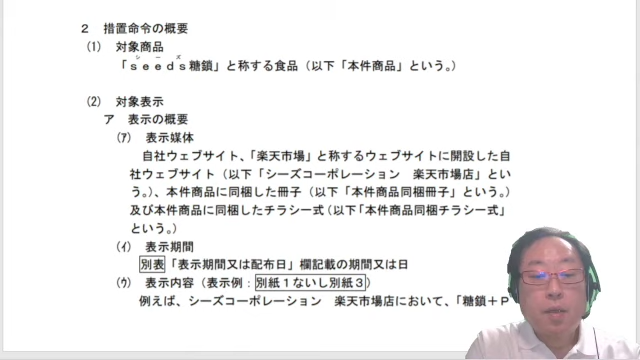 ２　措置命令の概要
(1)　対象商品
シーズ
「ｓｅｅｄｓ糖鎖」と称する食品（以下「本件商品」という。）
(2)　対象表示
ア　表示の概要
(ｱ)　表示媒体
自社ウェブサイト、「楽天市場」と称するウェブサイトに開設した自
社ウェブサイト（以下「シーズコーポレーション　楽天市場店」とい
う。）、本件商品に同梱した冊子（以下「本件商品同梱冊子」という。）
及び本件商品に同梱したチラシ一式（以下「本件商品同梱チラシ一式」
という。）
(ｲ)　表示期間
別表「表示期間又は配布日」欄記載の期間又は日
(ｳ)　表示内容（表示例：別紙１ないし別紙３）
例えば、シーズコーポレーション　楽天市場店において、「糖鎖＋Ｐ